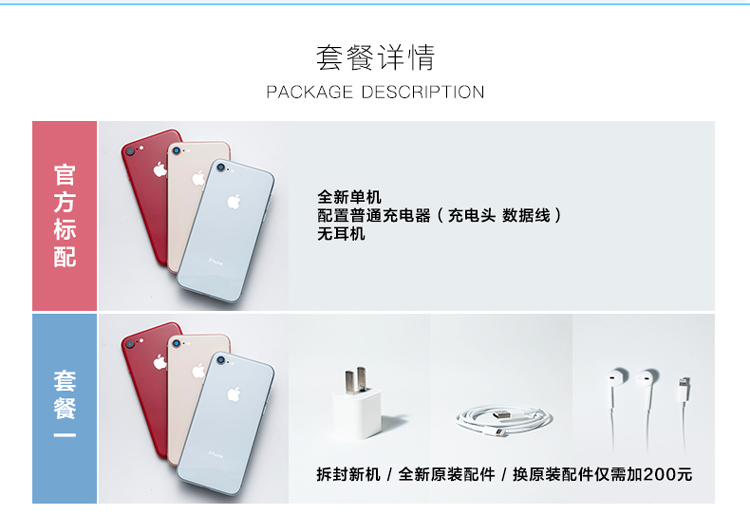 套餐详情
PACKAGE DESCRIPTION
官方标配
全新单机
配置普通充电器（充电头 数据线）
无耳机
iPhone
套餐一
iPhone
拆封新机 / 全新原装配件 / 换原装配件仅需加200元